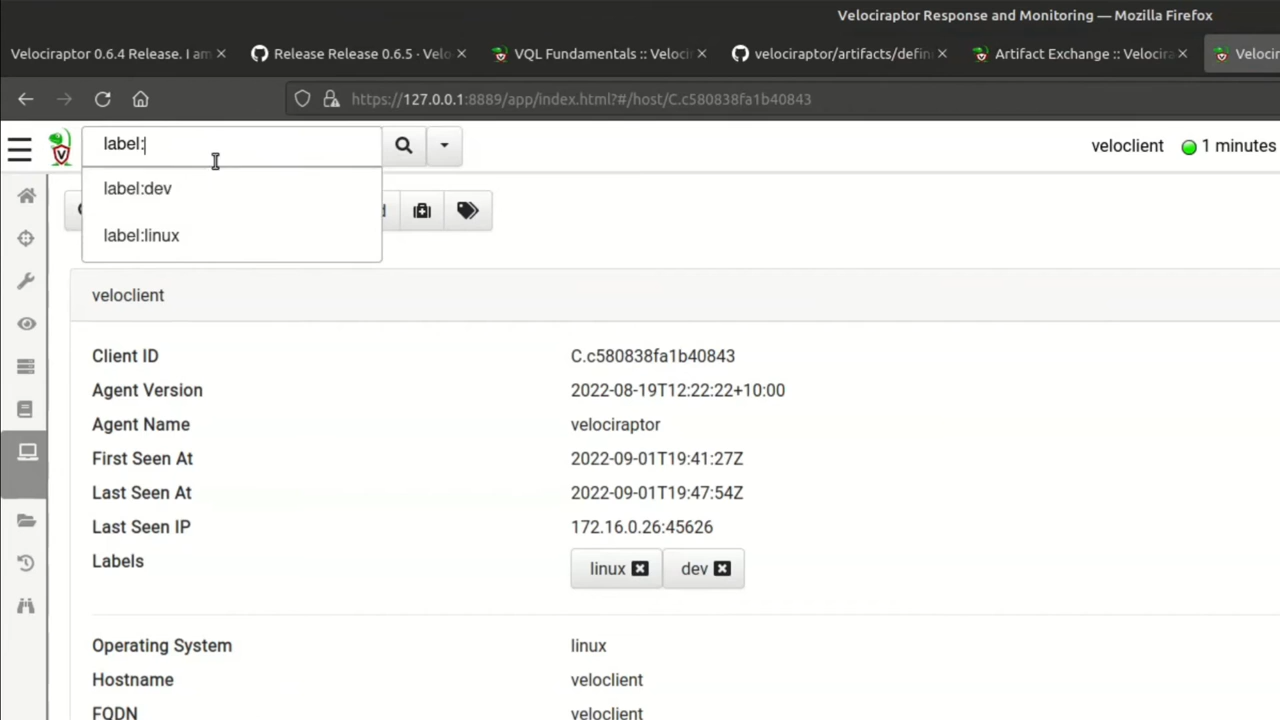 Velociraptor Response and Monitoring — Mozilla Firefox
Velociraptor 0.6.4 Release. I am
Release Release 0.6.5 · Velo
VQL Fundamentals :: Veloci
velociraptor/artifacts/defin
Artifact Exchange :: Velocira
Velocir
https://127.0.0.1:8889/app/index.html?#/host/C.c580838fa1b40843
label:
veloclient
1 minutes
label:dev
label:linux
veloclient
Client ID C.c580838fa1b40843
Agent Version 2022-08-19T12:22:22+10:00
Agent Name velociraptor
First Seen At 2022-09-01T19:41:27Z
Last Seen At 2022-09-01T19:47:54Z
Last Seen IP 172.16.0.26:45626
Labels linux dev
Operating System linux
Hostname veloclient
FQDN veloclient